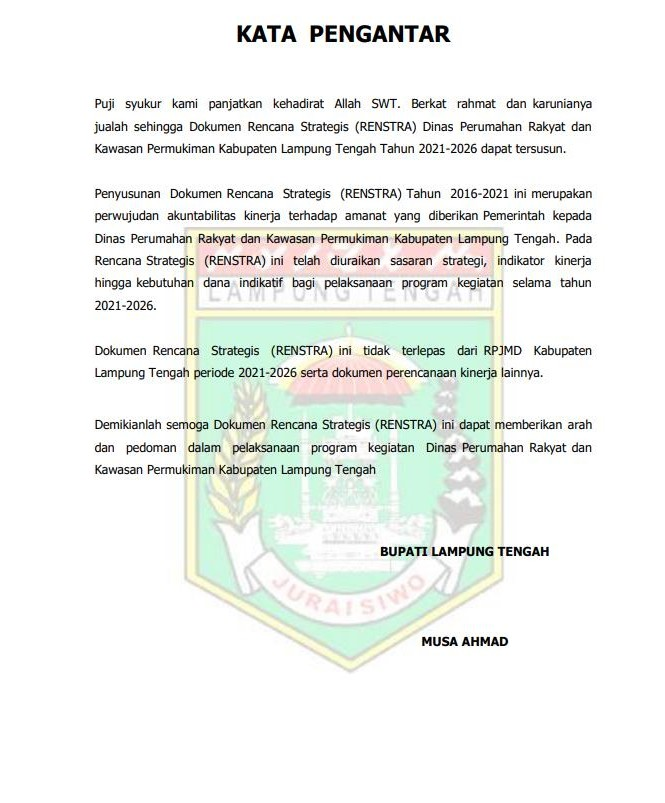 KATA PENGANTAR
Puji syukur kami panjatkan kehadirat Allah SWT. Berkat rahmat dan karunianya
jualah sehingga Dokumen Rencana Strategis (RENSTRA) Dinas Perumahan Rakyat dan
Kawasan Permukiman Kabupaten Lampung Tengah Tahun 2021-2026 dapat tersusun.
Penyusunan Dokumen Rencana Strategis (RENSTRA) Tahun 2016-2021 ini merupakan
perwujudan akuntabilitas kinerja terhadap amanat yang diberikan Pemerintah kepada
Dinas Perumahan Rakyat dan Kawasan Permukiman Kabupaten Lampung Tengah. Pada
Rencana Strategis (RENSTRA) ini telah diuraikan sasaran strategi, indikator kinerja
hingga kebutuhan dana indikatif bagi pelaksanaan program kegiatan selama tahun
LAMPUNG TENGAH
2021-2026.
Dokumen Rencana Strategis (RENSTRA) ini tidak terlepas dari RPJMD Kabupaten
Lampung Tengah periode 2021-2026 serta dokumen perencanaan kinerja lainnya.
Demikianlah semoga Dokumen Rencana Strategis (RENSTRA) ini dapat memberikan arah
dan pedoman dalam pelaksanaan program kegiatan Dinas Perumahan Rakyat dan
Kawasan Permukiman Kabupaten Lampung Tengah
BUPATI LAMPUNG TENGAH
JURAI SIWO
MUSA AHMAD